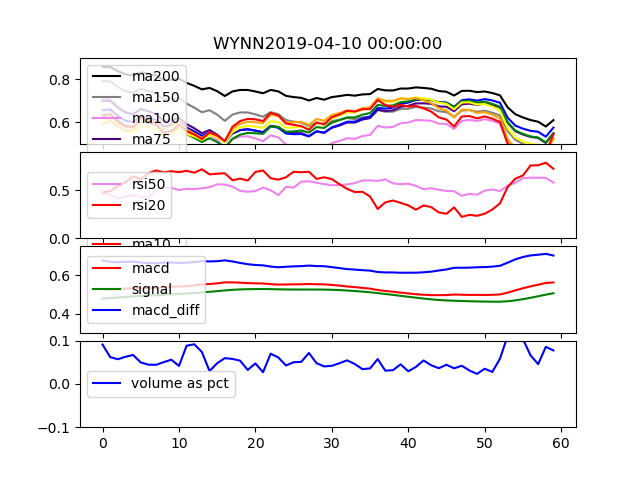 WYNN2019-04-10 00:00:00
0.8
0.6
ma200
ma150
ma100
ma75
0.5
0.0
rsi50
rsi20
ma10
0.6
0.4
macd
signal
macd_diff
0.1
0.0
−0.1
volume as pct
0 10 20 30 40 50 60